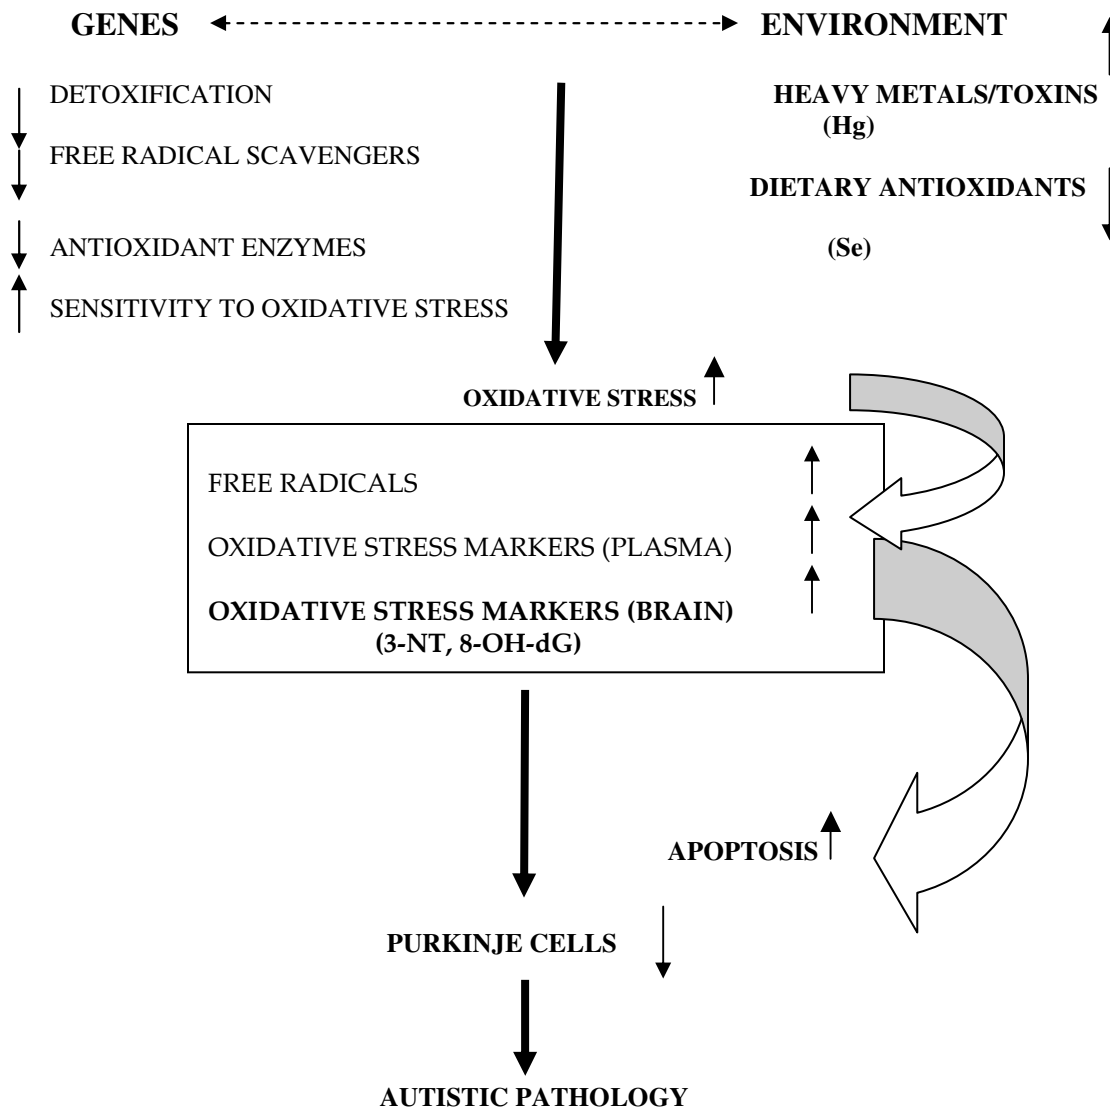 GENES
ENVIRONMENT
DETOXIFICATION
FREE RADICAL SCAVENGERS
ANTIOXIDANT ENZYMES
SENSITIVITY TO OXIDATIVE STRESS
HEAVY METALS/TOXINS
(Hg)
DIETARY ANTIOXIDANTS
(Se)
OXIDATIVE STRESS
FREE RADICALS
OXIDATIVE STRESS MARKERS (PLASMA)
OXIDATIVE STRESS MARKERS (BRAIN)
(3-NT, 8-OH-dG)
APOPTOSIS
PURKINJE CELLS
AUTISTIC PATHOLOGY